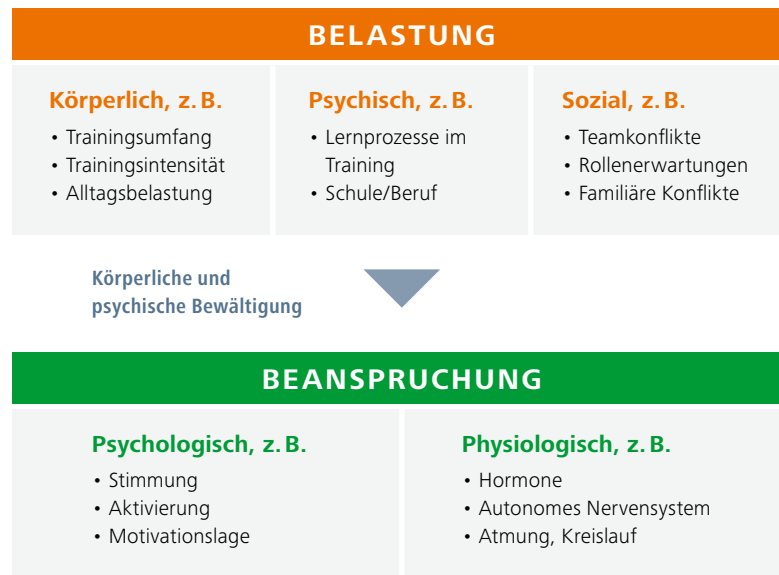 BELASTUNG
Körperlich, z. B.
• Trainingsumfang
• Trainingsintensität
• Alltagsbelastung
Psychisch, z. B.
• Lernprozesse im
Training
• Schule/Beruf
Sozial, z. B.
• Teamkonflikte
• Rollenerwartungen
• Familiäre Konflikte
Körperliche und
psychische Bewältigung
BEANSPRUCHUNG
Psychologisch, z. B.
• Stimmung
• Aktivierung
• Motivationslage
Physiologisch, z. B.
• Hormone
• Autonomes Nervensystem
• Atmung, Kreislauf